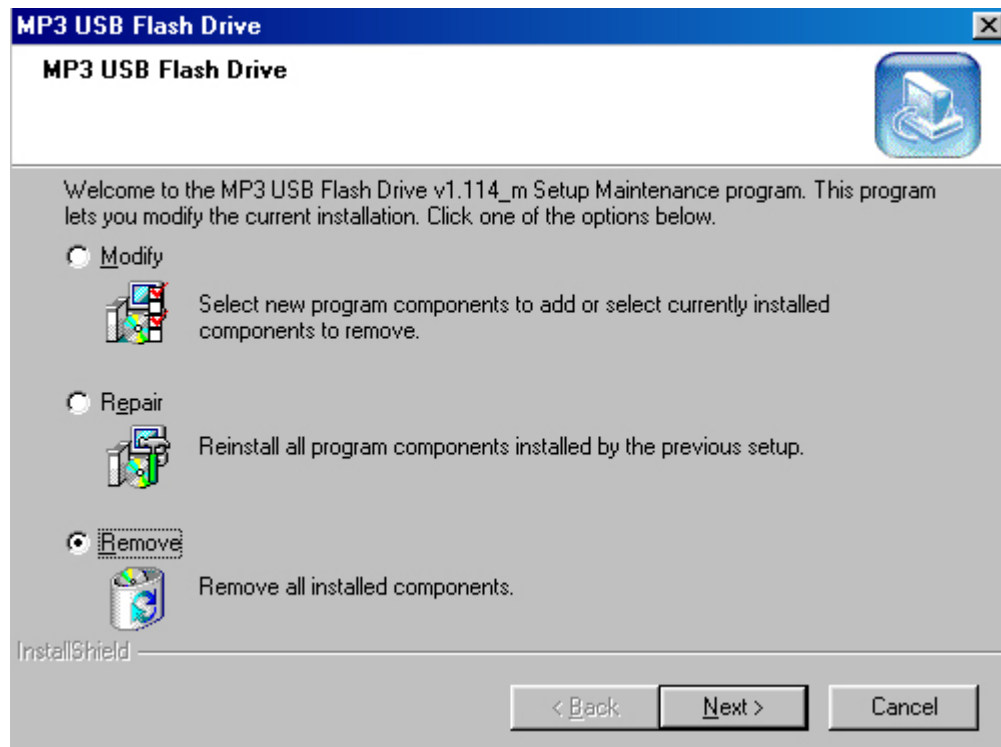 MP3 USB Flash Drive
MP3 USB Flash Drive
Welcome to the MP3 USB Flash Drive v1.114_m Setup Maintenance program. This program
lets you modify the current installation. Click one of the options below.
Modify
Select new program components to add or select currently installed
components to remove.
Repair
Reinstall all program components installed by the previous setup.
Remove
Remove all installed components.
InstallShield
< Back
Next >
Cancel